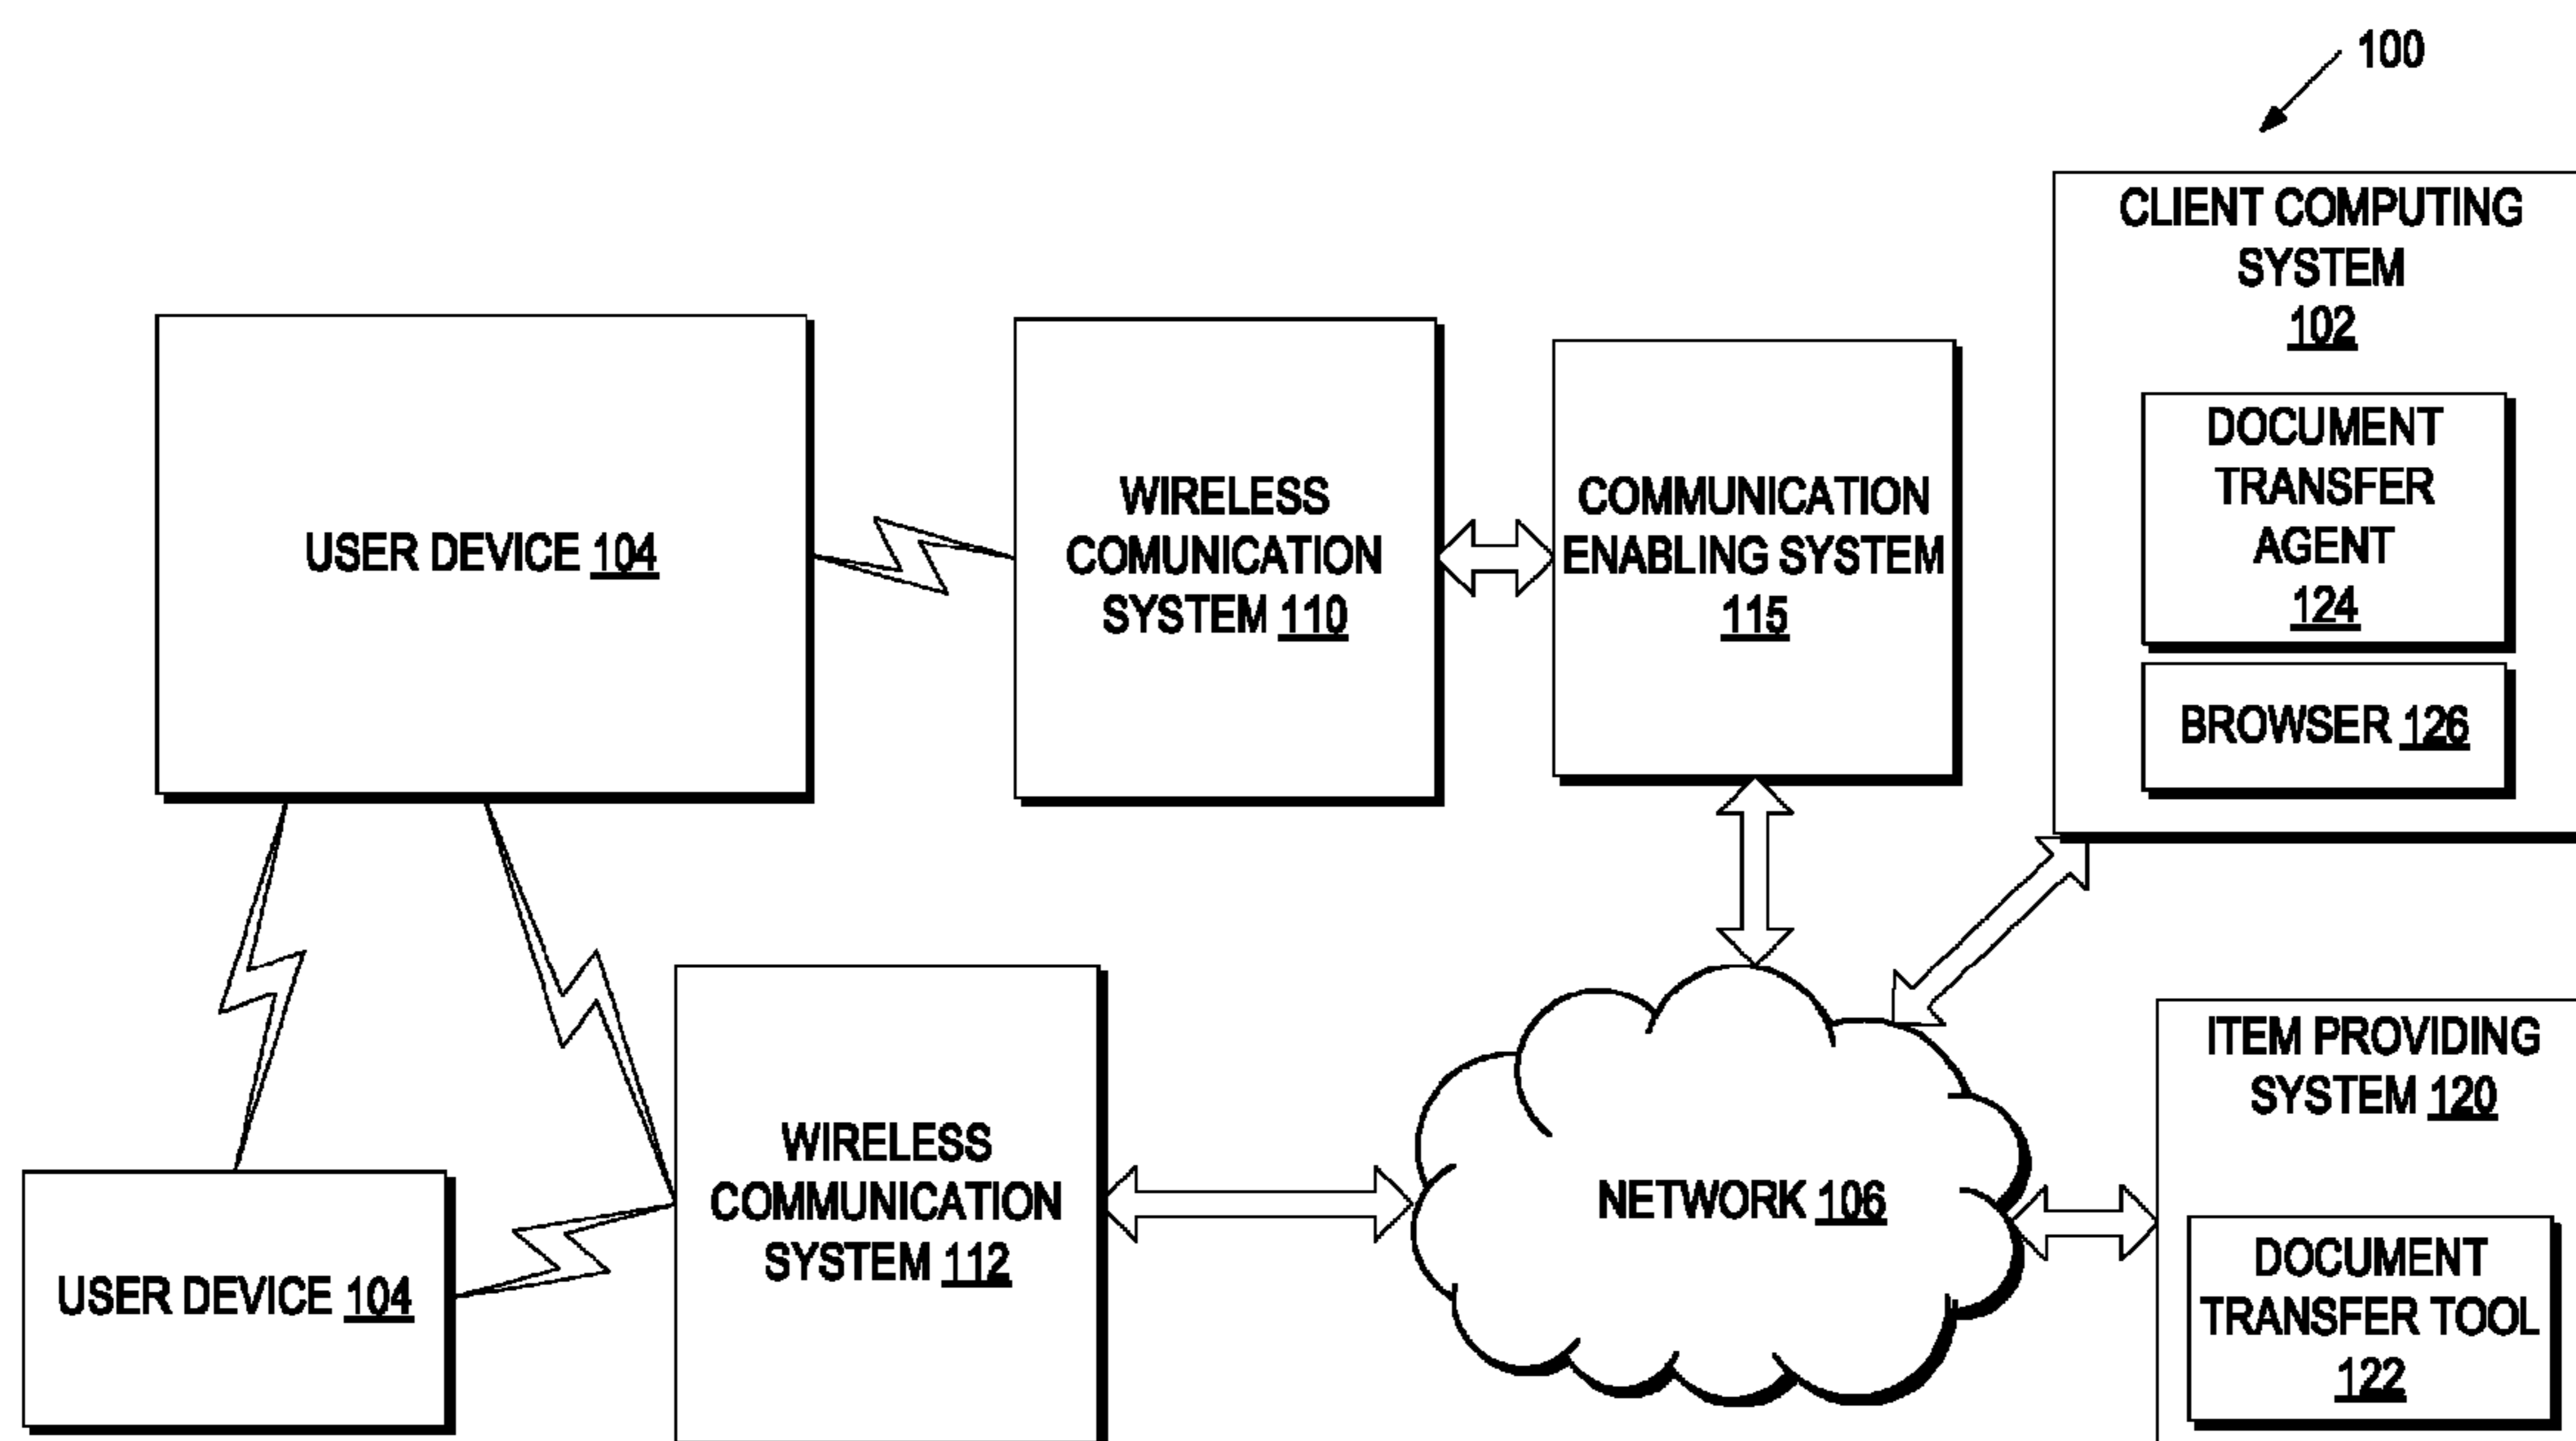 100
CLIENT COMPUTING
SYSTEM
102
DOCUMENT
TRANSFER
AGENT
124
BROWSER 126
USER DEVICE 104
WIRELESS
COMUNICATION
SYSTEM 110
COMMUNICATION
ENABLING SYSTEM
115
USER DEVICE 104
WIRELESS
COMMUNICATION
SYSTEM 112
NETWORK 106
ITEM PROVIDING
SYSTEM 120
DOCUMENT
TRANSFER TOOL
122